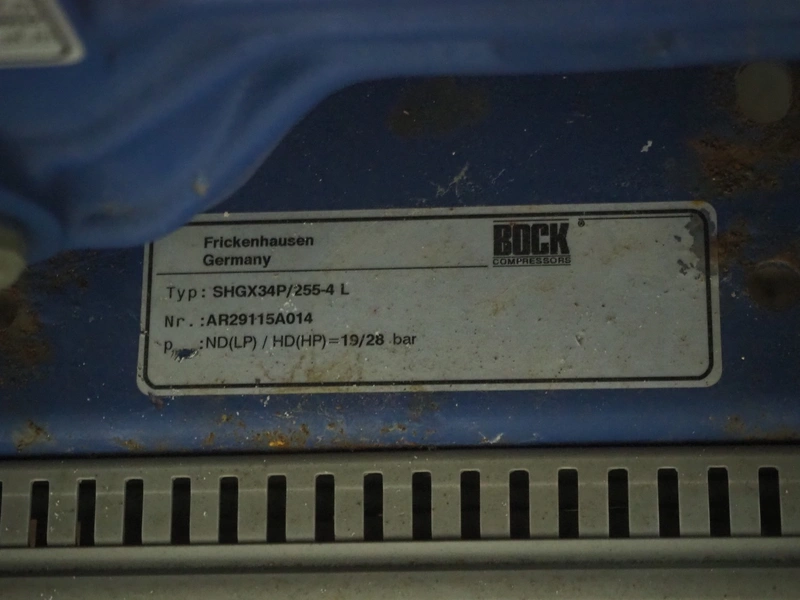 Frickenhausen
Germany
BOCK®
COMPRESSORS
Typ: SHGX34P/255-4 L
Nr.:AR29115A014
p :ND(LP) / HD(HP)=19/28 bar